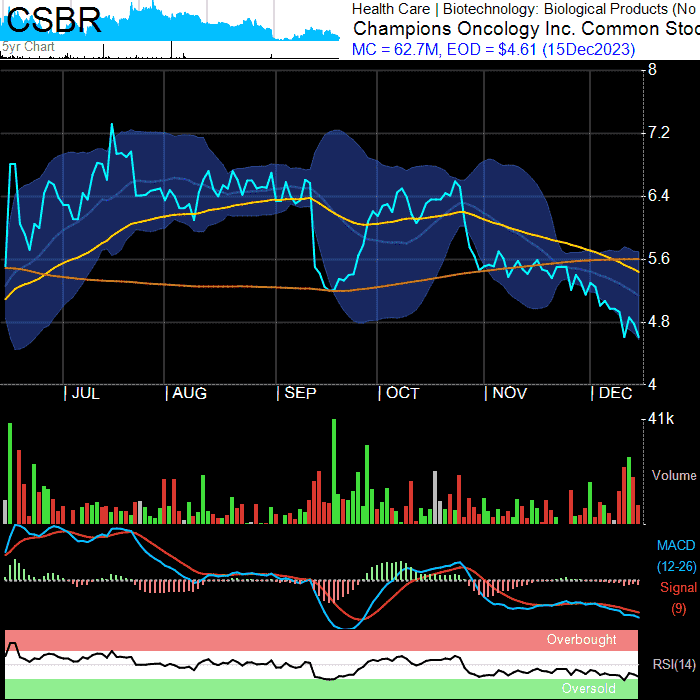 CSBR
5yr Chart
Health Care | Biotechnology: Biological Products (No
Champions Oncology Inc. Common Stoc
MC = 62.7M, EOD = $4.61 (15Dec2023)
8
7.2
6.4
5.6
4.8
4
| JUL | AUG | SEP | OCT | NOV | DEC
41k
Volume
MACD
(12-26)
Signal
(9)
Overbought
RSI(14)
Oversold